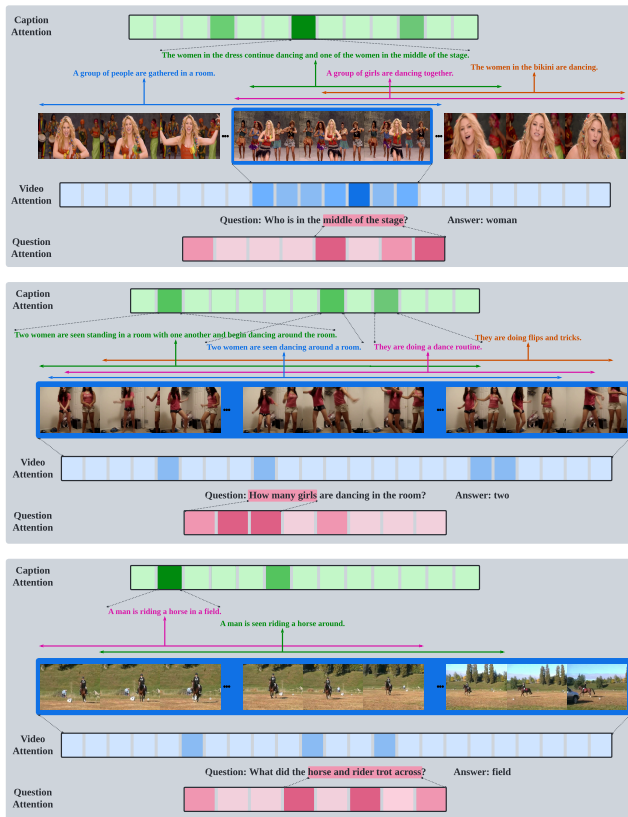 Caption
Attention
The women in the dress continue dancing and one of the women in the middle of the stage.
The women in the bikini are dancing.
A group of people are gathered in a room.
A group of girls are dancing together.
Video
Attention
Question: Who is in the middle of the stage? Answer: woman
Question
Attention
Caption
Attention
Two women are seen standing in a room with one another and begin dancing around the room.
They are doing flips and tricks.
Two women are seen dancing around a room.
They are doing a dance routine.
Video
Attention
Question: How many girls are dancing in the room? Answer: two
Question
Attention
Caption
Attention
A man is riding a horse in a field.
A man is seen riding a horse around.
Video
Attention
Question: What did the horse and rider trot across? Answer: field
Question
Attention